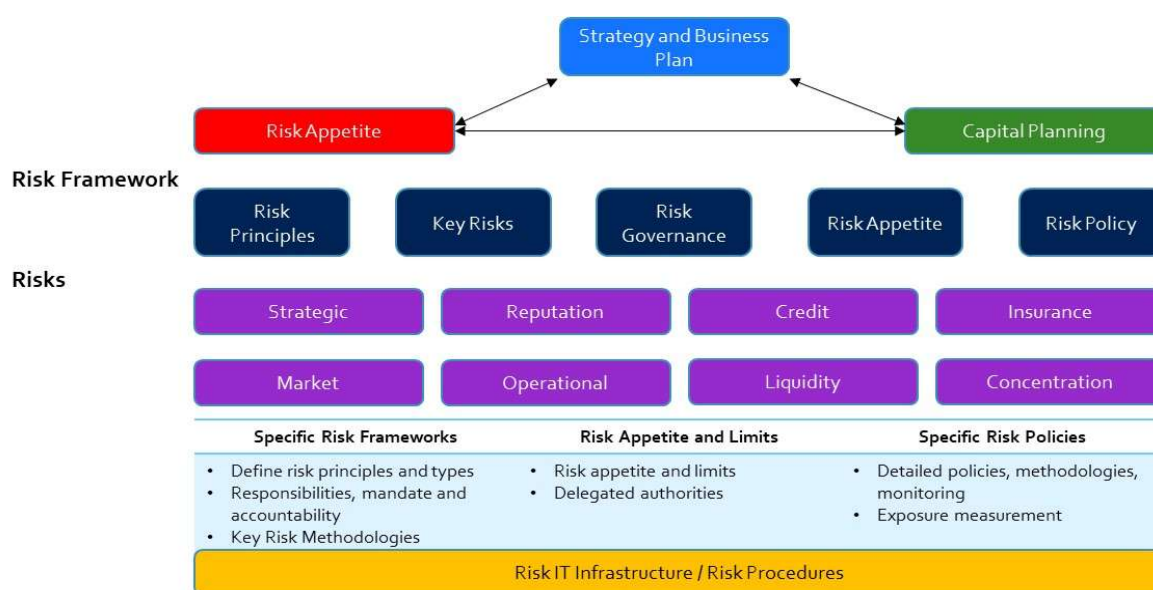 Strategy and Business
Plan
Risk Appetite
Capital Planning
Risk Framework
Risk
Principles
Key Risks
Risk
Governance
Risk Appetite
Risk Policy
Risks
Strategic
Reputation
Credit
Insurance
Market
Operational
Liquidity
Concentration
Specific Risk Frameworks
• Define risk principles and types
• Responsibilities, mandate and
accountability
• Key Risk Methodologies
Risk Appetite and Limits
• Risk appetite and limits
• Delegated authorities
Specific Risk Policies
• Detailed policies, methodologies,
monitoring
• Exposure measurement
Risk IT Infrastructure / Risk Procedures